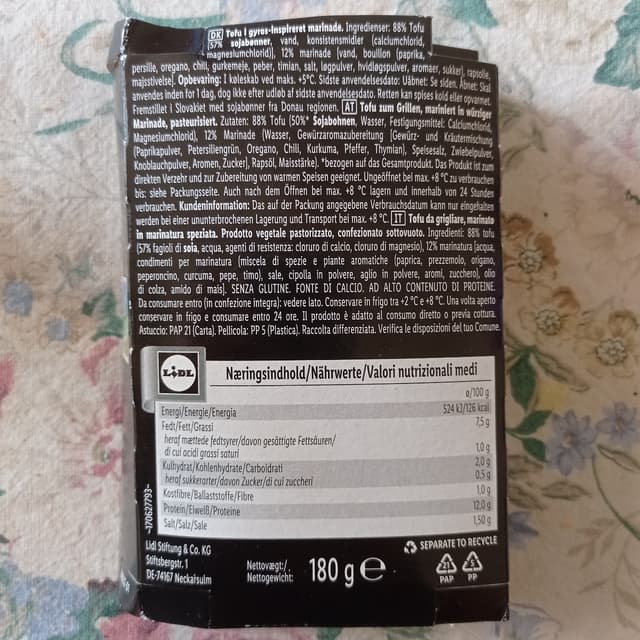 DK Tofu i gyros-inspireret marinade. Ingredienser: 88% Tofu
(57% sojabønner, vand, konsistensmidler (calciumchlorid,
magnesiumchlorid)), 12% marinade (vand, bouillon (paprika,
persille, oregano, chili, gurkemeje, peber, timian, salt, løgpulver, hvidløgspulver, aromaer, sukker), rapsolie,
majsstivelse). Opbevaring: I køleskab ved maks. +5°C. Sidste anvendelsesdato: Uåbnet: Se siden. Åbnet: Skal
anvendes inden for 1 dag, dog ikke efter udløb af sidste anvendelsesdato. Retten kan spises kold eller opvarmet.
Fremstillet i Slovakiet med sojabønner fra Donau regionen. AT Tofu zum Grillen, mariniert in würziger
Marinade, pasteurisiert. Zutaten: 88% Tofu (50%* Sojabohnen, Wasser, Festigungsmittel: Calciumchlorid,
Magnesiumchlorid), 12% Marinade (Wasser, Gewürzaromazubereitung [Gewürz- und Kräutermischung
(Paprikapulver, Petersiliengrün, Oregano, Chili, Kurkuma, Pfeffer, Thymian), Speisesalz, Zwiebelpulver,
Knoblauchpulver, Aromen, Zucker], Rapsöl, Maisstärke). *bezogen auf das Gesamtprodukt. Das Produkt ist zum
direkten Verzehr und zur Zubereitung von warmen Speisen geeignet. Ungeöffnet bei max. +8 °C zu verbrauchen
bis: siehe Packungsseite. Auch nach dem Öffnen bei max. +8 °C lagern und innerhalb von 24 Stunden
verbrauchen. Kundeninformation: Das auf der Packung angegebene Verbrauchsdatum kann nur eingehalten
werden bei einer ununterbrochenen Lagerung und Transport bei max. +8 °C. IT Tofu da grigliare, marinato
in marinatura speziata. Prodotto vegetale pastorizzato, confezionato sottovuoto. Ingredienti: 88% tofu
(57% fagioli di soia, acqua, agenti di resistenza: cloruro di calcio, cloruro di magnesio), 12% marinatura (acqua,
condimenti per marinatura (miscela di spezie e piante aromatiche (paprica, prezzemolo, origano,
peperoncino, curcuma, pepe, timo), sale, cipolla in polvere, aglio in polvere, aromi, zucchero), olio
di colza, amido di mais). SENZA GLUTINE. FONTE DI CALCIO. AD ALTO CONTENUTO DI PROTEINE.
Da consumare entro (in confezione integra): vedere lato. Conservare in frigo tra +2 °C e +8 °C. Una volta aperto
conservare in frigo e consumare entro 24 ore. Il prodotto è adatto al consumo diretto o previa cottura.
Astuccio: PAP 21 (Carta). Pellicola: PP 5 (Plastica). Raccolta differenziata. Verifica le disposizioni del tuo Comune.
LIDL
Næringsindhold/Nährwerte/Valori nutrizionali medi
ø/100 g
Energi/Energie/Energia 524 kJ/126 kcal
Fedt/Fett/Grassi 7,5 g
heraf mættede fedtsyrer/davon gesättigte Fettsäuren/
di cui acidi grassi saturi 1,0 g
Kulhydrat/Kohlenhydrate/Carboidrati 2,0 g
heraf sukkerarter/davon Zucker/di cui zuccheri 0,5 g
Kostfibre/Ballaststoffe/Fibre 1,0 g
Protein/Eiweiß/Proteine 12,0 g
Salt/Salz/Sale 1,50 g
~170627793~
Lidl Stiftung & Co. KG
Stiftsbergstr. 1
DE-74167 Neckarsulm
Nettovægt/.
Nettogewicht: 180 g e
SEPARATE TO RECYCLE
21 5
PAP PP